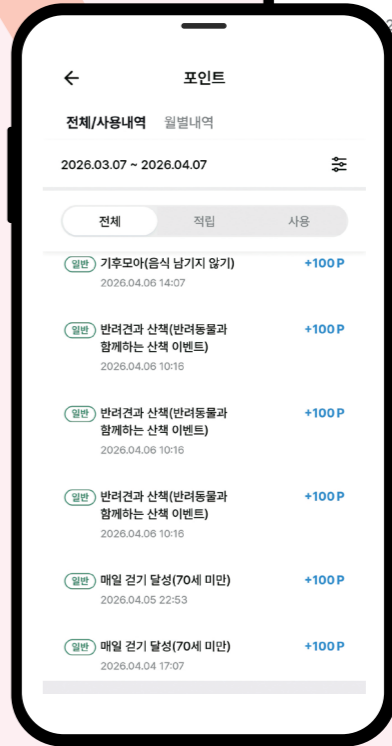 포인트
전체/사용내역 월별내역
2026.03.07 ~ 2026.04.07
전체 적립 사용
일반 기후모아(음식 남기지 않기) +100 P
2026.04.06 14:07
일반 반려견과 산책(반려동물과 +100 P
함께하는 산책 이벤트)
2026.04.06 10:16
일반 반려견과 산책(반려동물과 +100 P
함께하는 산책 이벤트)
2026.04.06 10:16
일반 반려견과 산책(반려동물과 +100 P
함께하는 산책 이벤트)
2026.04.06 10:16
일반 매일 걷기 달성(70세 미만) +100 P
2026.04.05 22:53
일반 매일 걷기 달성(70세 미만) +100 P
2026.04.04 17:07